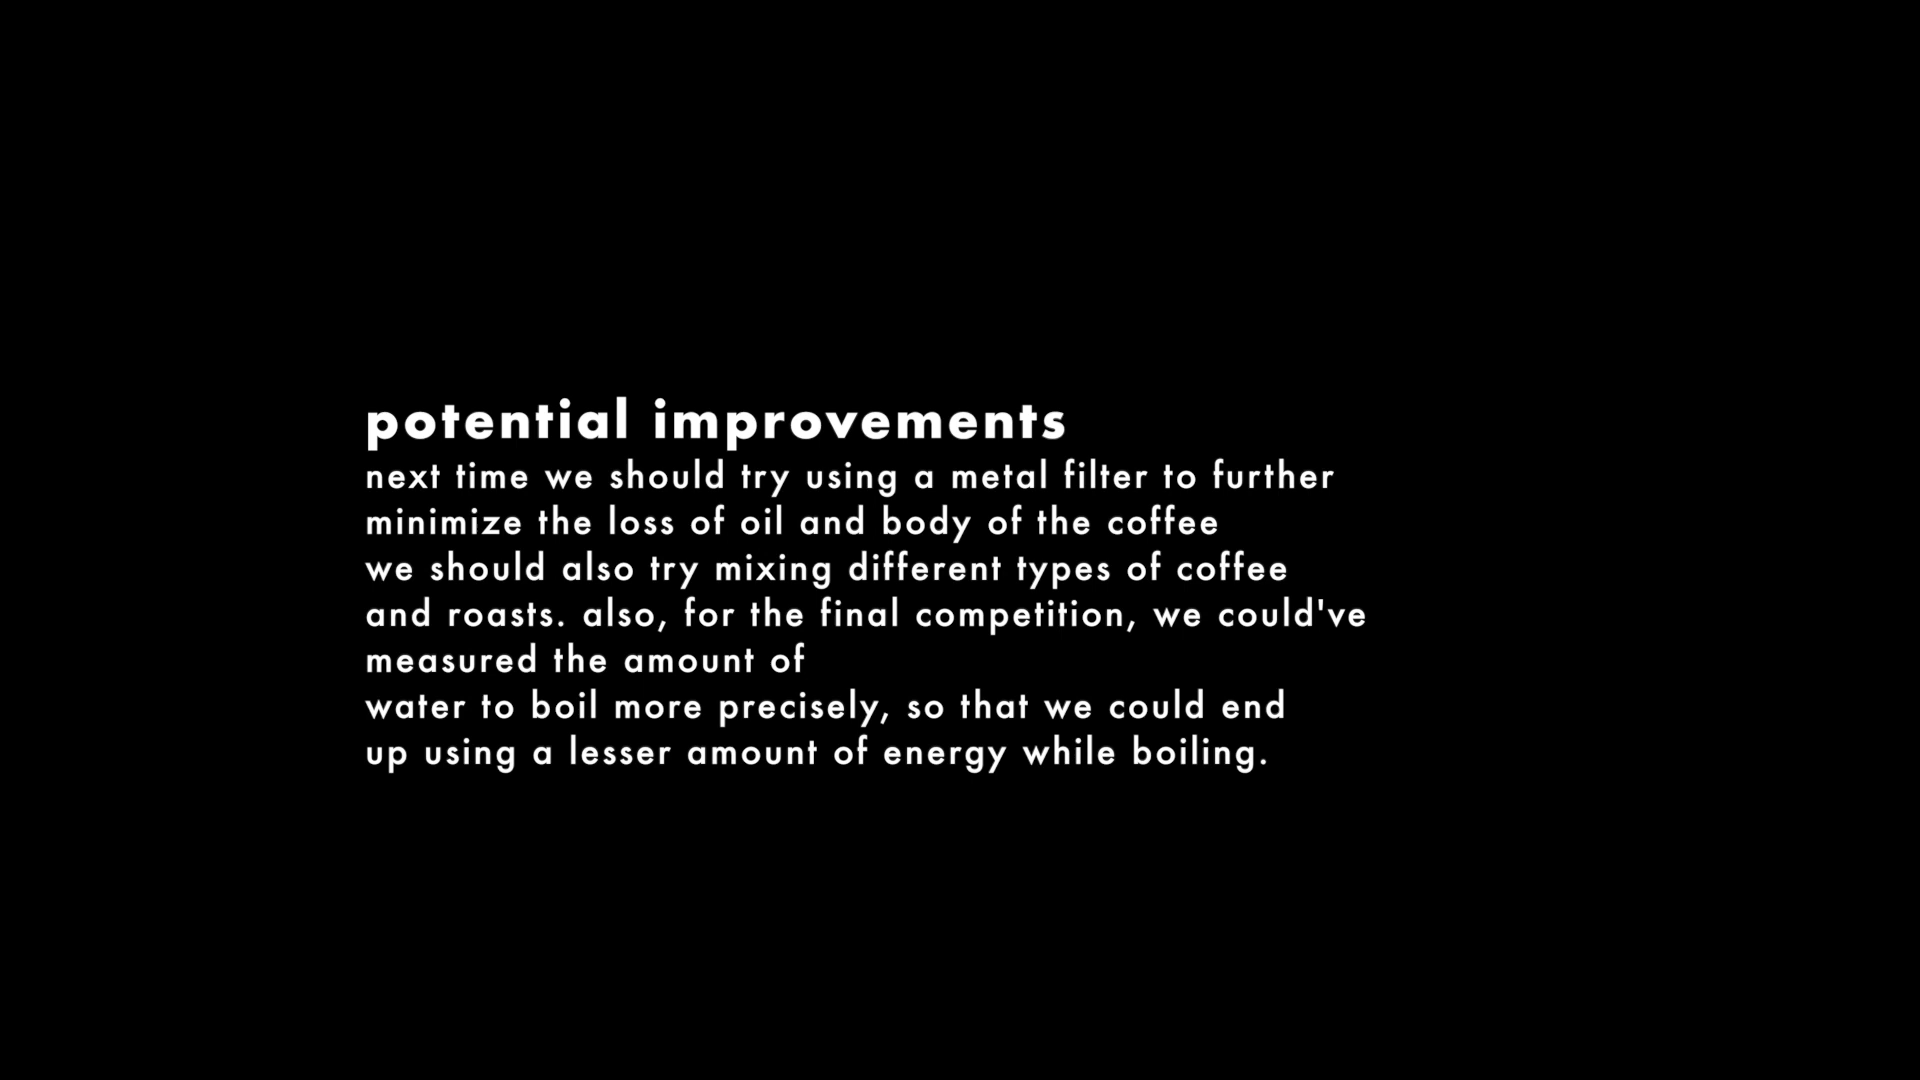 potential improvements
next time we should try using a metal filter to further
minimize the loss of oil and body of the coffee
we should also try mixing different types of coffee
and roasts. also, for the final competition, we could've
measured the amount of
water to boil more precisely, so that we could end
up using a lesser amount of energy while boiling.